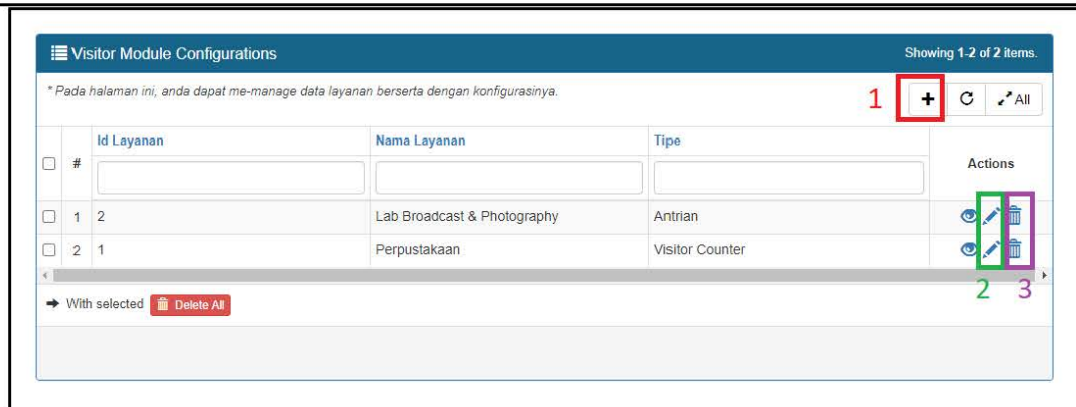 Visitor Module Configurations Showing 1-2 of 2 items.
* Pada halaman ini, anda dapat me-manage data layanan berserta dengan konfigurasinya.
1 + All
# Id Layanan Nama Layanan Tipe Actions
1 2 Lab Broadcast & Photography Antrian
2 1 Perpustakaan Visitor Counter
2 3
With selected Delete All